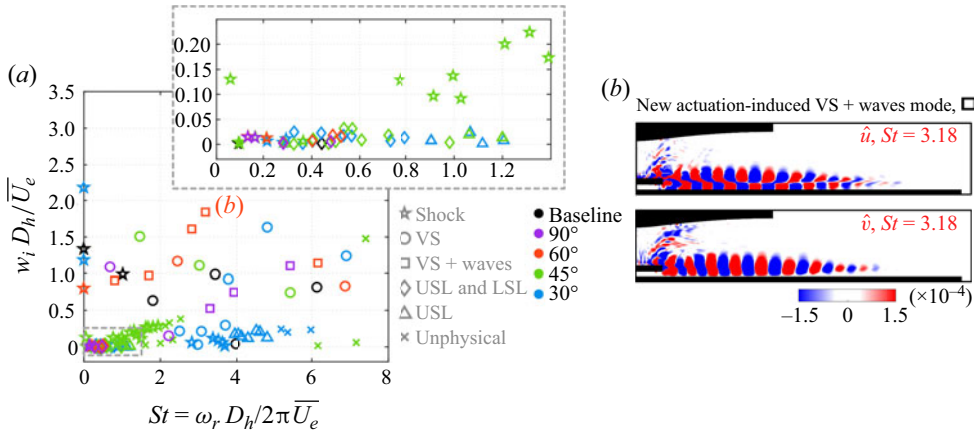 (a)
0.20
0.15
0.10
0.05
0
0 0.2 0.4 0.6 0.8 1.0 1.2
3.5
3.0
2.5
2.0
1.5
1.0
0.5
0
0 2 4 6 8
w_i D_h/\overline{U_e}
St = ω_r D_h/2π \overline{U_e}
(b)
Shock
VS
VS + waves
USL and LSL
USL
Unphysical
Baseline
90°
60°
45°
30°
(b)
New actuation-induced VS + waves mode,
û, St = 3.18
v̂, St = 3.18
(×10⁻⁴)
−1.5 0 1.5